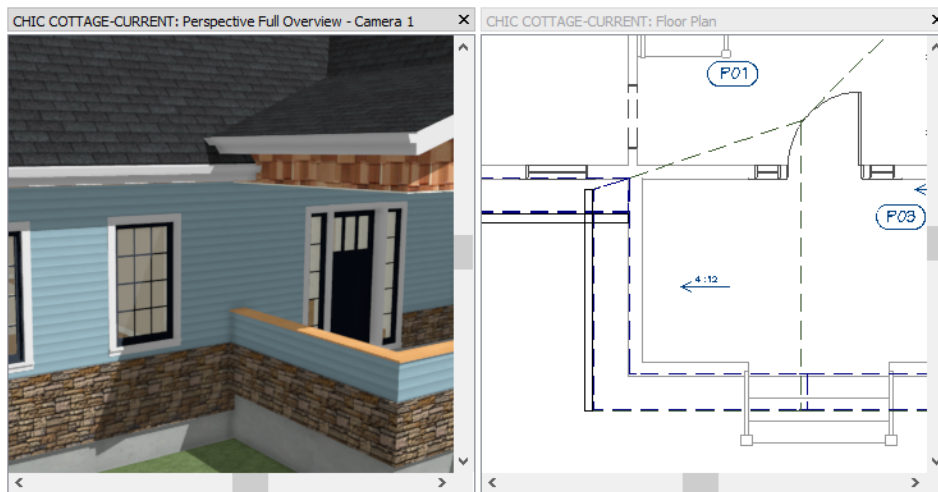 CHIC COTTAGE-CURRENT: Perspective Full Overview - Camera 1
CHIC COTTAGE-CURRENT: Floor Plan
P01
P03
4:12